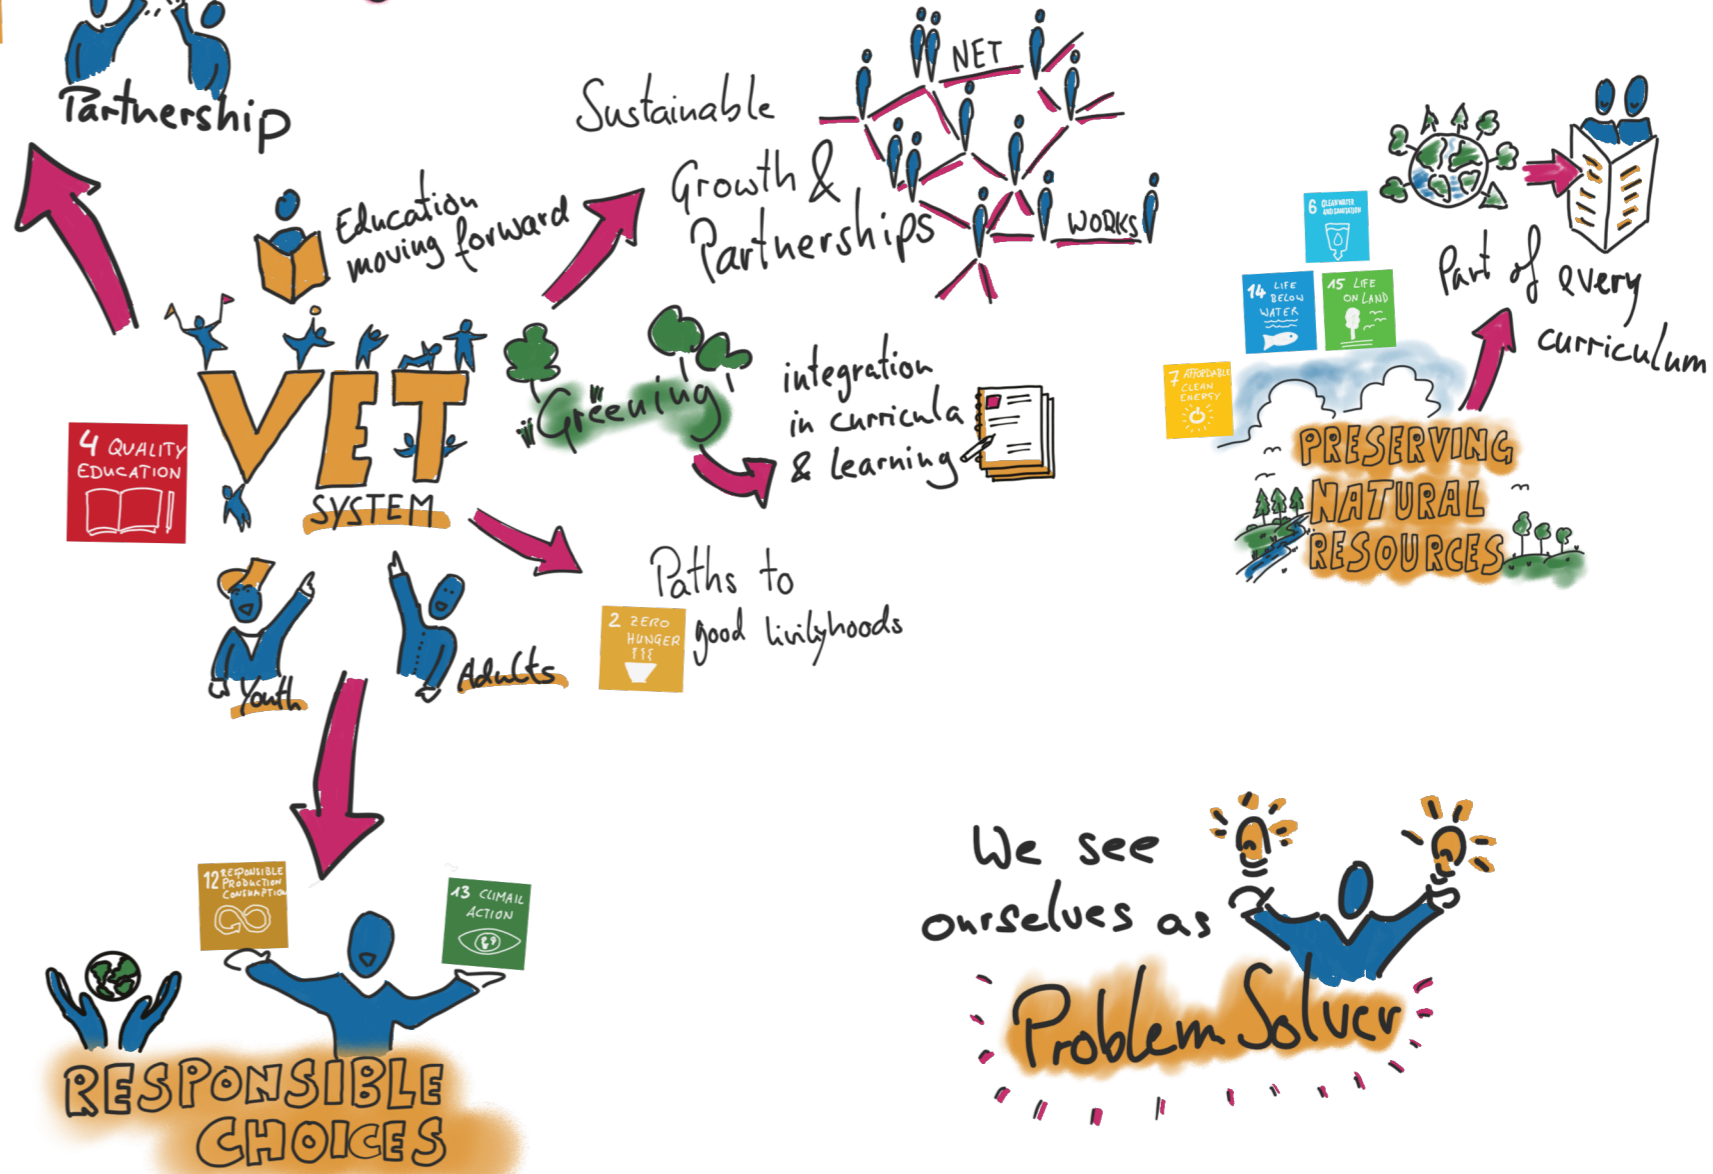 Partnership
Education
moving forward
Sustainable
Growth &
Partnerships
NET
WORKS
VET
SYSTEM
4 QUALITY
EDUCATION
Greening
integration
in curricula
& learning
Paths to
good livilyhoods
2 ZERO
HUNGER
Youth
Adults
12 RESPONSIBLE
PRODUCTION
CONSUMPTION
13 CLIMAIL
ACTION
RESPONSIBLE
CHOICES
6 CLEAN WATER
AND SANITATION
14 LIFE
BELOW
WATER
15 LIFE
ON LAND
7 AFFORDABLE
CLEAN
ENERGY
Part of every
curriculum
PRESERVING
NATURAL
RESOURCES
We see
ourselves as
Problem Solver